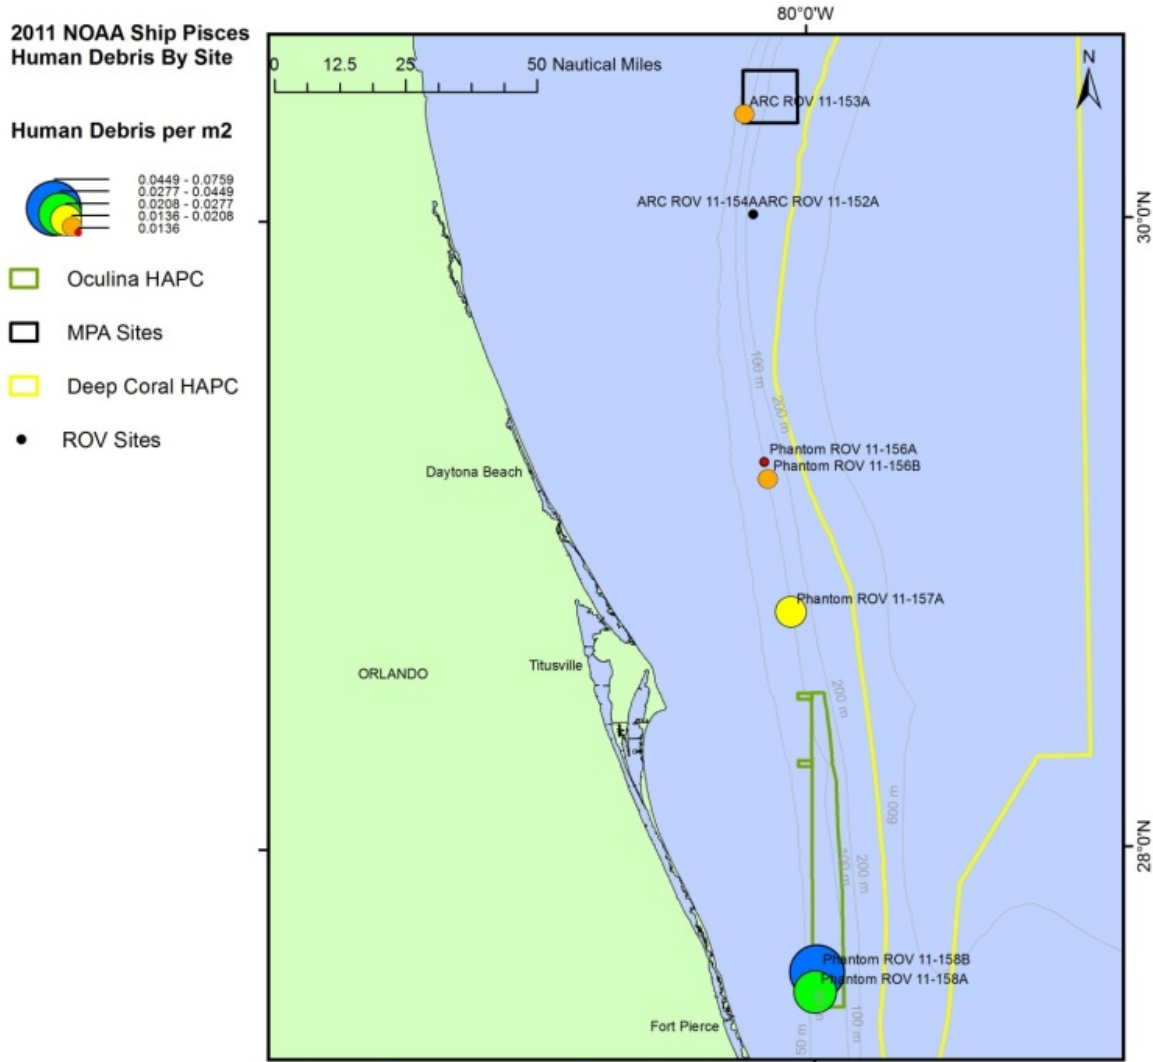 2011 NOAA Ship Pisces
Human Debris By Site
Human Debris per m2
0.0449 - 0.0759
0.0277 - 0.0449
0.0208 - 0.0277
0.0136 - 0.0208
0.0136
Oculina HAPC
MPA Sites
Deep Coral HAPC
ROV Sites
80°0'W
0 12.5 25 50 Nautical Miles
N
ARC ROV 11-153A
ARC ROV 11-154AARC ROV 11-152A
30°0'N
100 m
200 m
Phantom ROV 11-156A
Phantom ROV 11-156B
Daytona Beach
Phantom ROV 11-157A
Titusville
ORLANDO
200 m
600 m
28°0'N
100 m
200 m
Phantom ROV 11-158B
Phantom ROV 11-158A
100 m
60 m
Fort Pierce